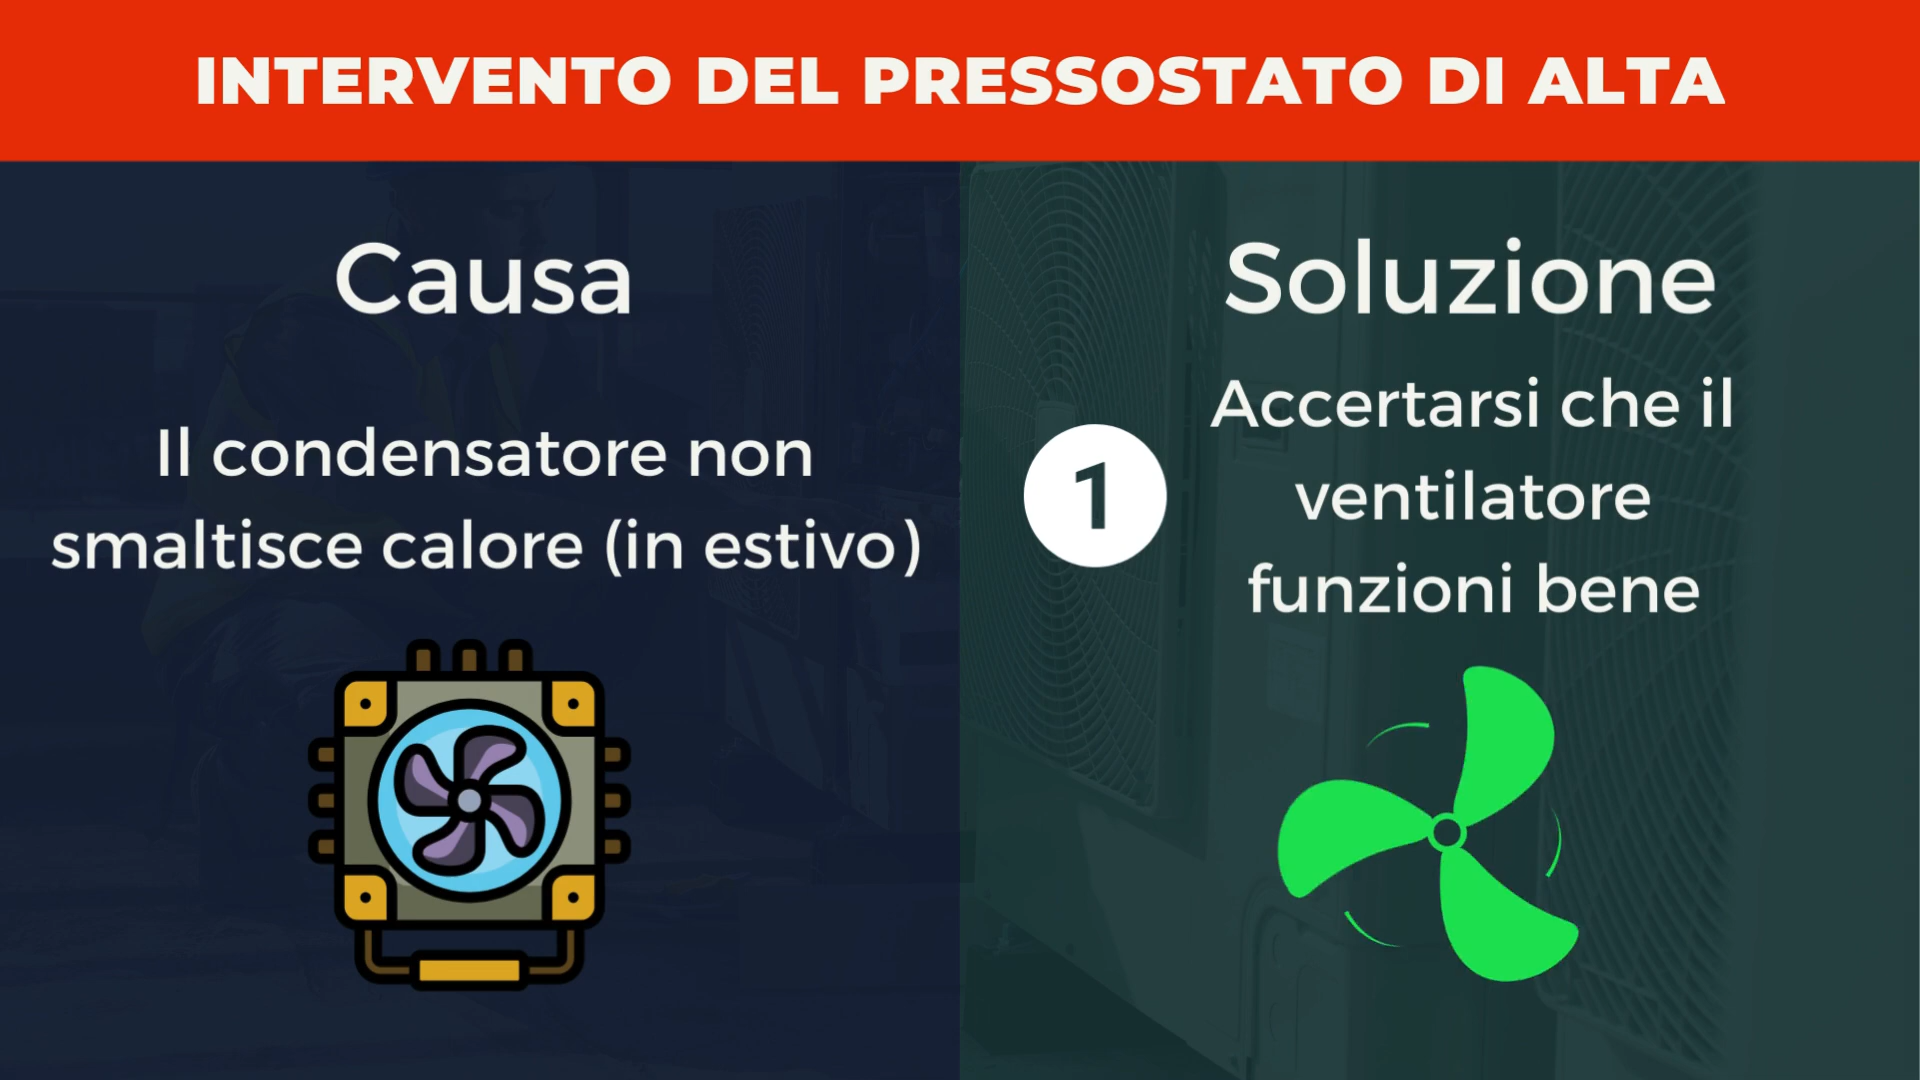 INTERVENTO DEL PRESSOSTATO DI ALTA
Causa
Il condensatore non
smaltisce calore (in estivo)
Soluzione
1
Accertarsi che il
ventilatore
funzioni bene